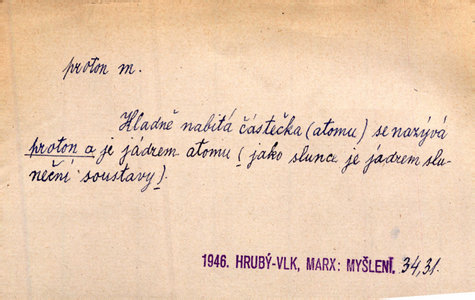 proton m.
Kladně nabitá částečka (atomu) se nazývá
proton a je jádrem atomu (jako slunce je jádrem slu-
neční soustavy).
1946. HRUBÝ-VLK, MARX: MYŠLENÍ. 34,31.